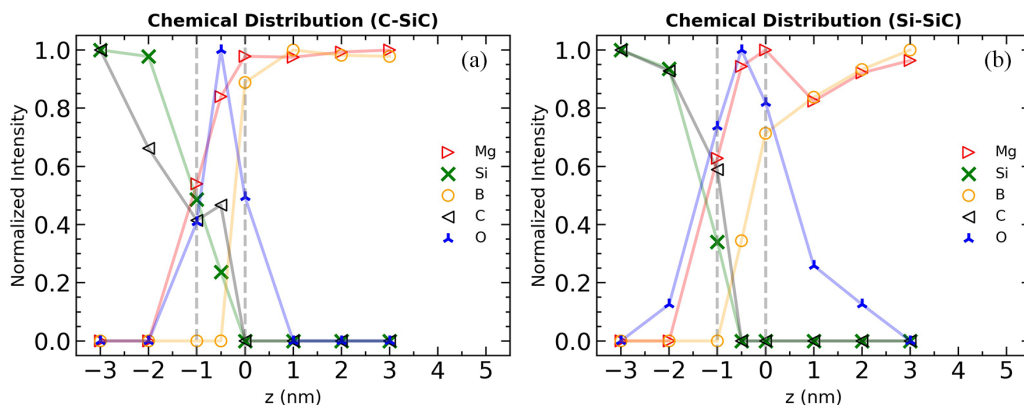 Chemical Distribution (C-SiC)
(a)
Normalized Intensity
1.0
0.8
0.6
0.4
0.2
0.0
Mg
Si
B
C
O
−3 −2 −1 0 1 2 3 4 5
z (nm)
Chemical Distribution (Si-SiC)
(b)
Normalized Intensity
1.0
0.8
0.6
0.4
0.2
0.0
Mg
Si
B
C
O
−3 −2 −1 0 1 2 3 4 5
z (nm)